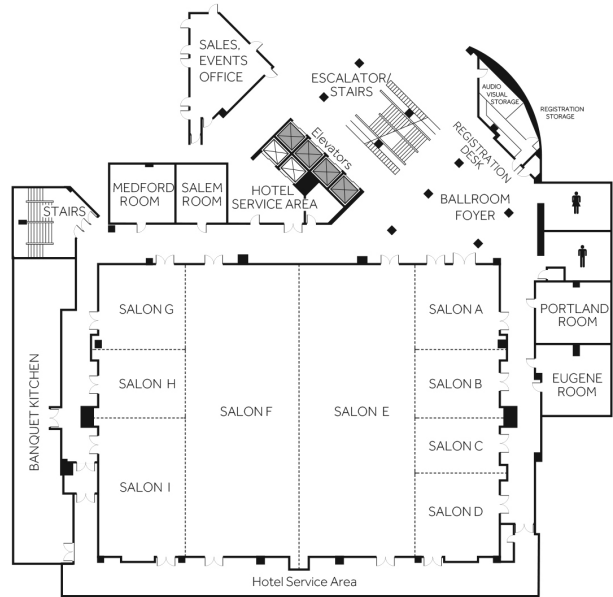 SALES,
EVENTS
OFFICE
ESCALATOR/
STAIRS
AUDIO
VISUAL
STORAGE
REGISTRATION
STORAGE
Elevators
REGISTRATION
DESK
MEDFORD
ROOM
SALEM
ROOM
HOTEL
SERVICE AREA
BALLROOM
FOYER
STAIRS
SALON G
SALON A
PORTLAND
ROOM
SALON H
SALON B
EUGENE
ROOM
BANQUET KITCHEN
SALON F
SALON E
SALON C
SALON I
SALON D
Hotel Service Area